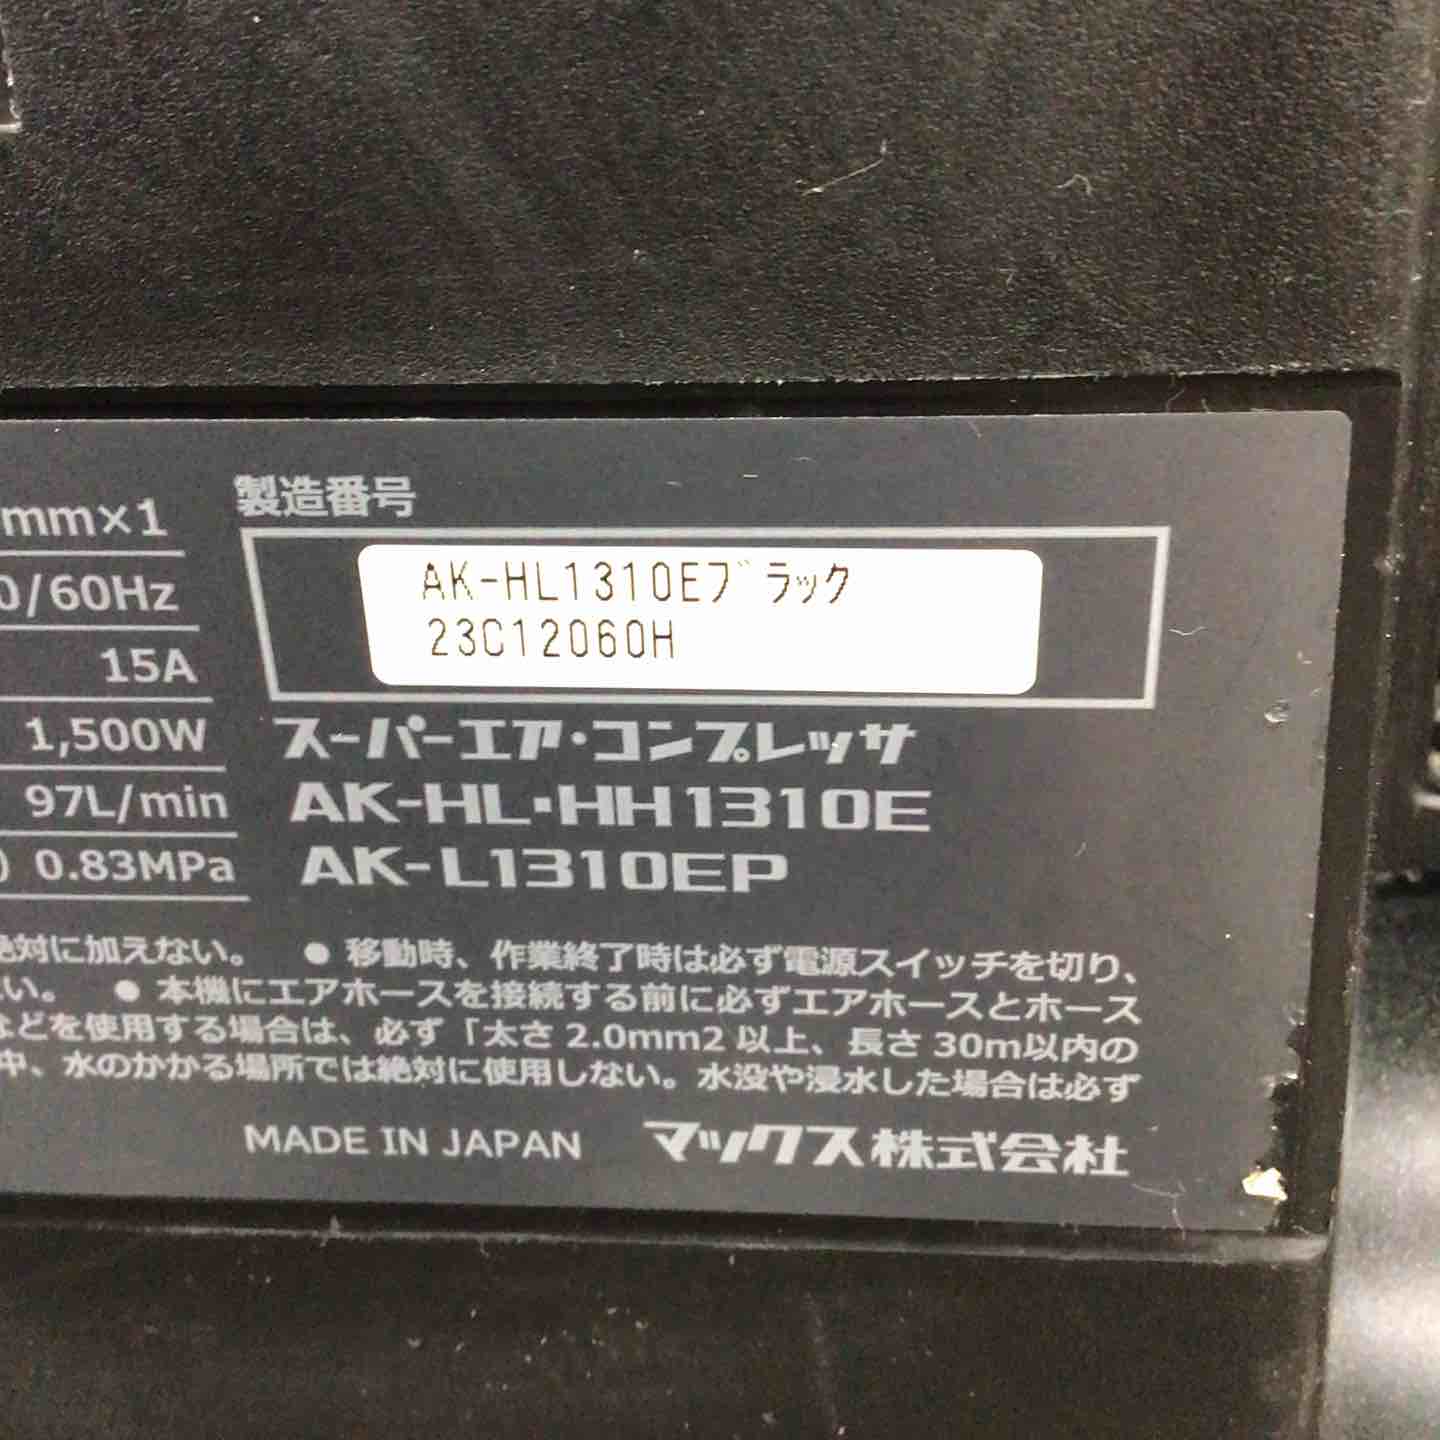 製造番号
mm×1
AK-HL1310Eブラック
0/60Hz
23C12060H
15A
1,500W
スーパーエア・コンプレッサ
97L/min
AK-HL・HH1310E
) 0.83MPa
AK-L1310EP
絶対に加えない。 ● 移動時、作業終了時は必ず電源スイッチを切り、
い。 ● 本機にエアホースを接続する前に必ずエアホースとホース
などを使用する場合は、必ず「太さ 2.0mm2 以上、長さ 30m以内の
中、水のかかる場所では絶対に使用しない。水没や浸水した場合は必ず
MADE IN JAPAN マックス株式会社